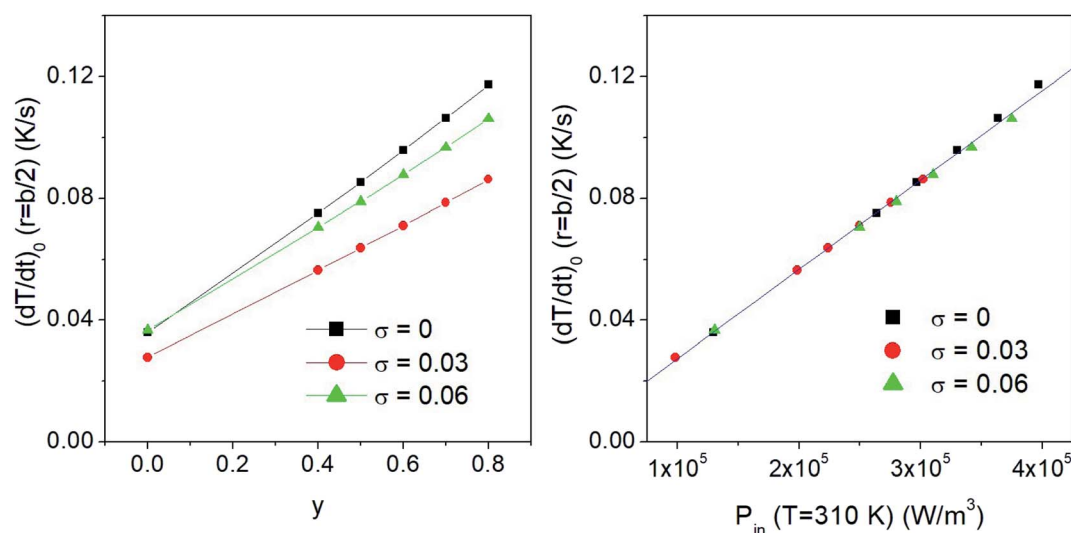 (dT/dt)₀ (r=b/2) (K/s)
0.12
0.08
0.04
0.00
σ = 0
σ = 0.03
σ = 0.06
0.0 0.4 0.6 0.8
y
(dT/dt)₀ (r=b/2) (K/s)
0.12
0.08
0.04
0.00
σ = 0
σ = 0.03
σ = 0.06
1x10⁵ 2x10⁵ 3x10⁵ 4x10⁵
P_in (T=310 K) (W/m³)